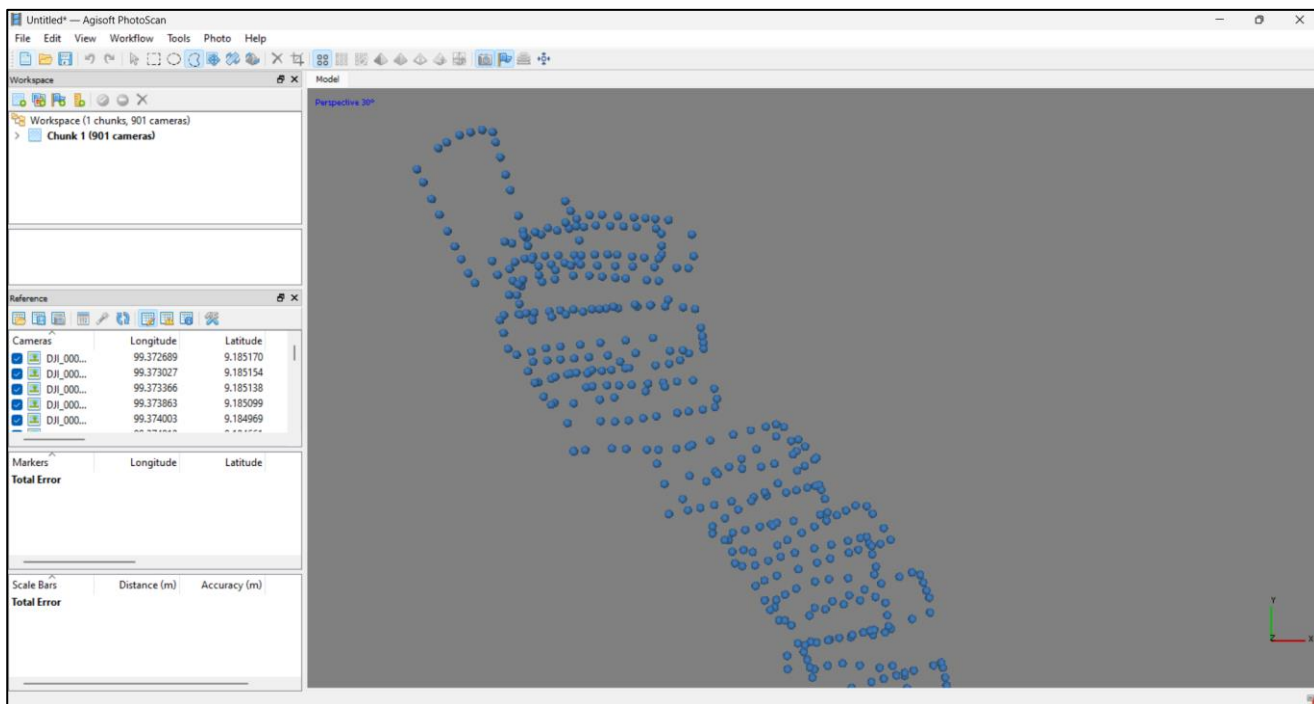 Untitled* — Agisoft PhotoScan
File Edit View Workflow Tools Photo Help
Workspace
Workspace (1 chunks, 901 cameras)
Chunk 1 (901 cameras)
Reference
Cameras Longitude Latitude
DJI_000... 99.372689 9.185170
DJI_000... 99.373027 9.185154
DJI_000... 99.373366 9.185138
DJI_000... 99.373863 9.185099
DJI_000... 99.374003 9.184969
Markers Longitude Latitude
Total Error
Scale Bars Distance (m) Accuracy (m)
Total Error
Model
Perspective 30°
Y
Z
X